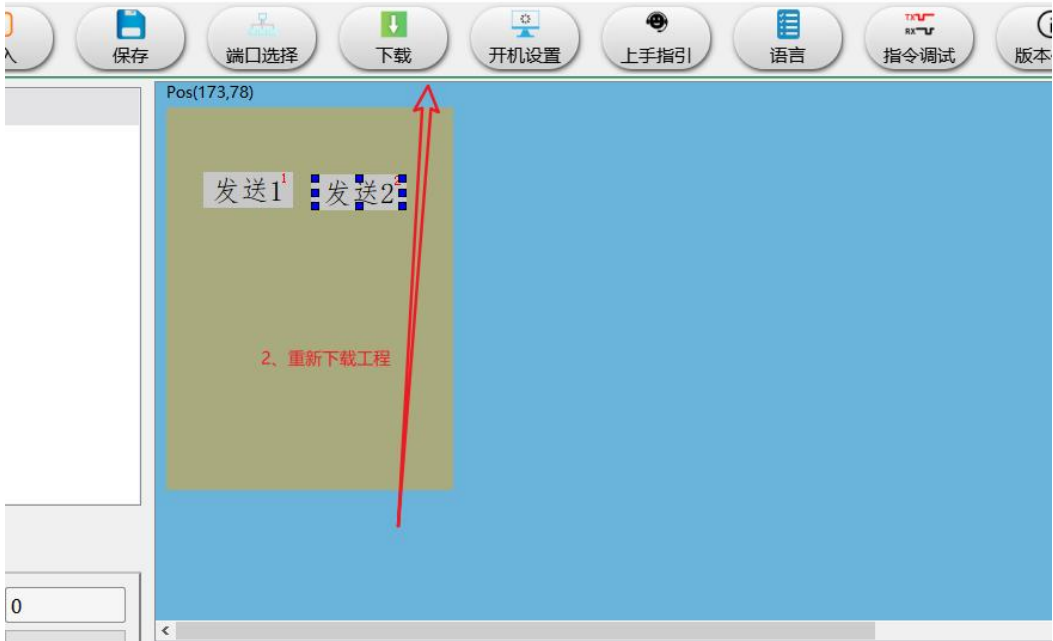 入
保存
端口选择
下载
开机设置
上手指引
语言
TX
RX
指令调试
版本
Pos(173,78)
发送1
1
发送2
2
2、重新下载工程
0